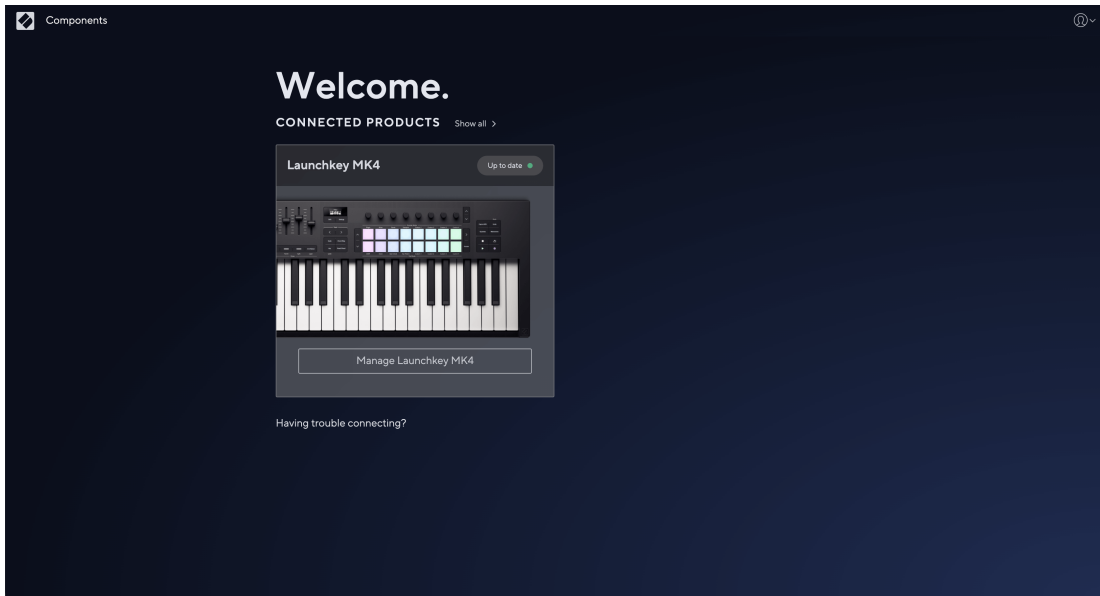 Components
Welcome.
CONNECTED PRODUCTS Show all >
Launchkey MK4 Up to date
Manage Launchkey MK4
Having trouble connecting?